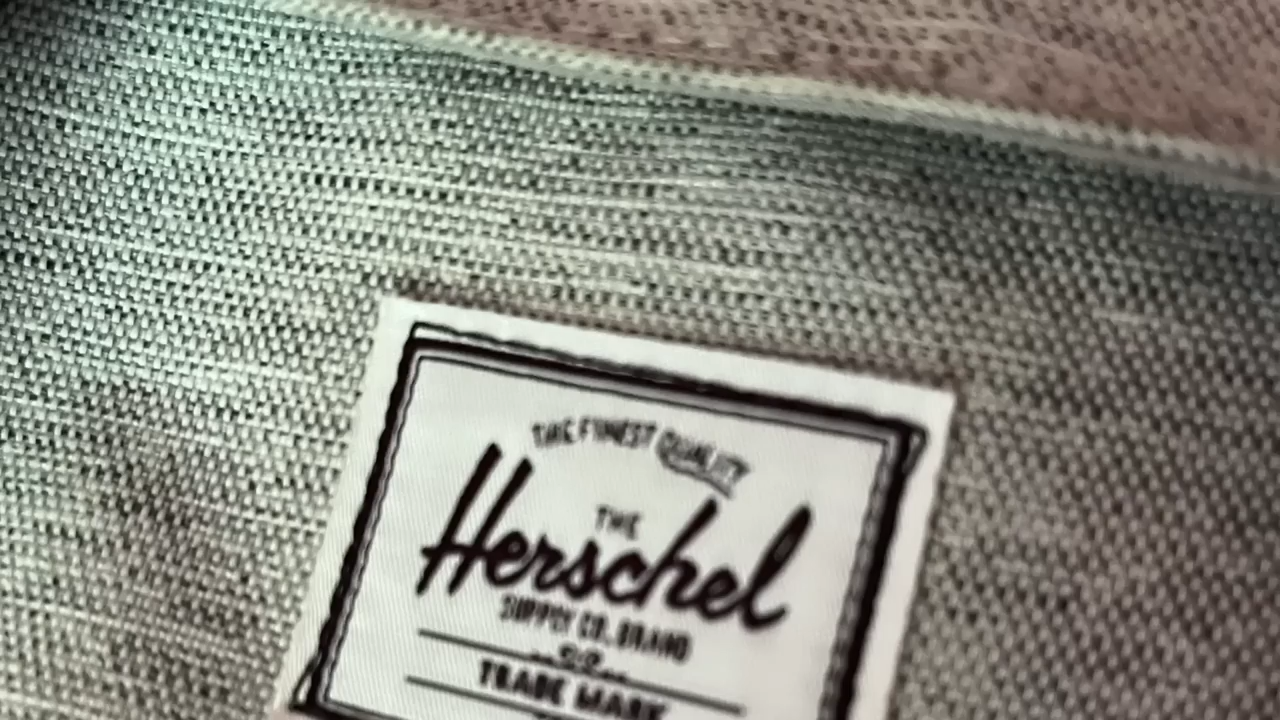 THE FINEST QUALITY
THE
Herschel
SUPPLY CO. BRAND
TRADE MARK